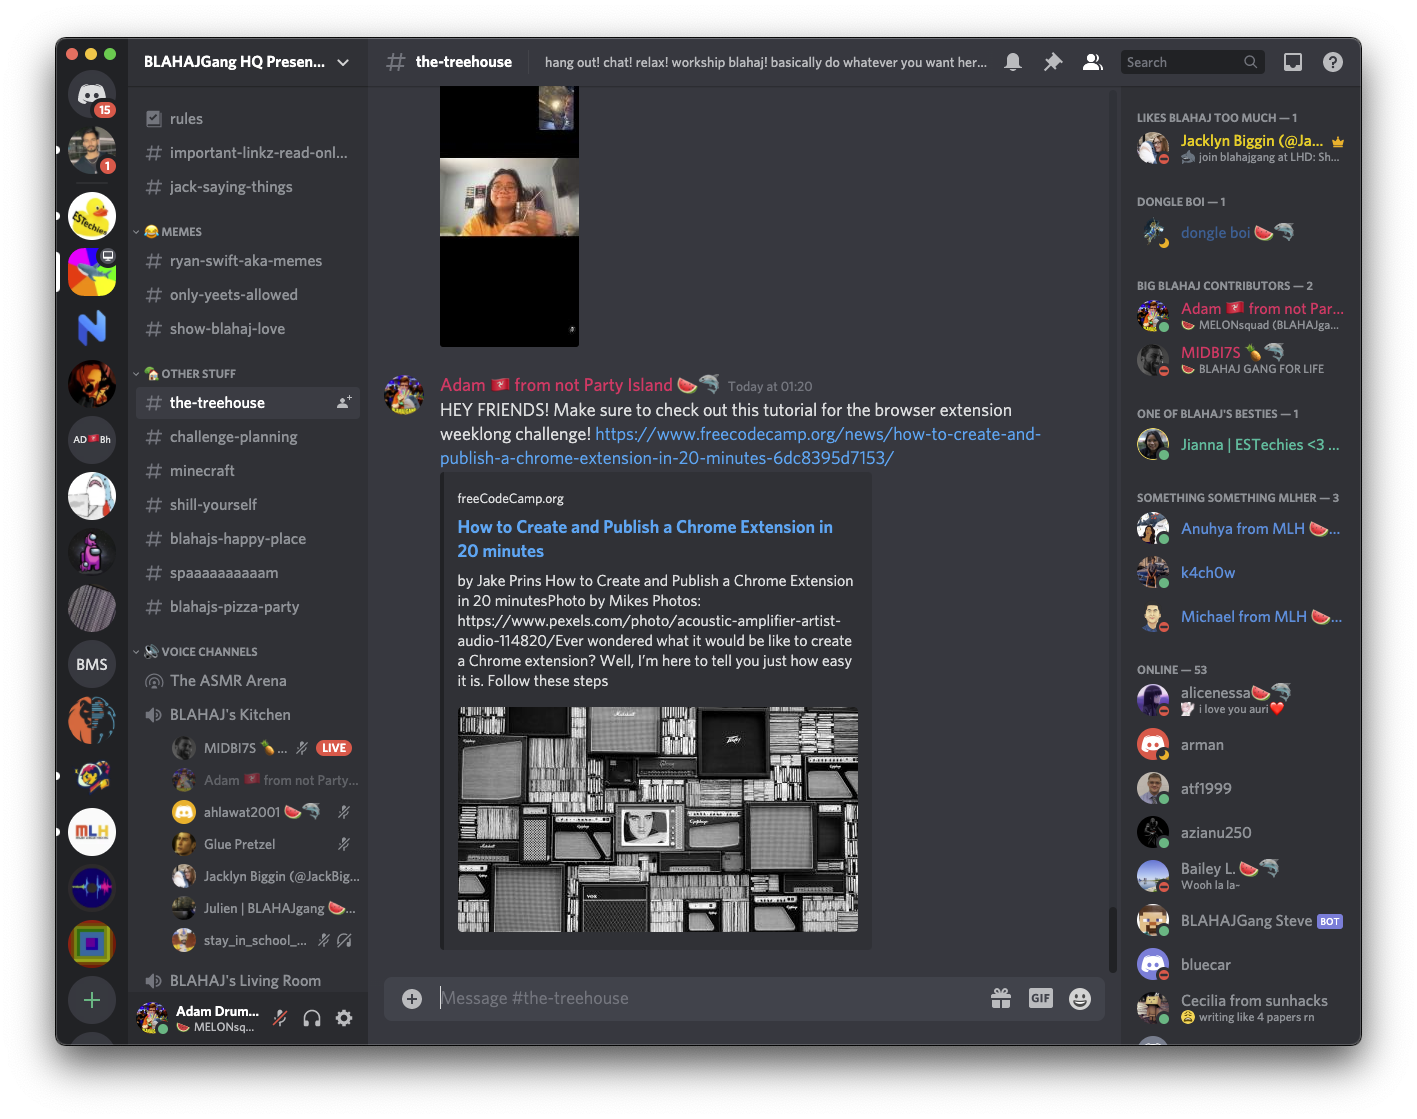 BLAHAJGang HQ Presen...
the-treehouse
hang out! chat! relax! workship blahaj! basically do whatever you want her...
Search
15
1
ESTechies
AD Bh
BMS
MLH
rules
important-linkz-read-onl...
jack-saying-things
MEMES
ryan-swift-aka-memes
only-yeets-allowed
show-blahaj-love
OTHER STUFF
the-treehouse
challenge-planning
minecraft
shill-yourself
blahajs-happy-place
spaaaaaaaaaam
blahajs-pizza-party
VOICE CHANNELS
The ASMR Arena
BLAHAJ's Kitchen
MIDBI7S 🍍... LIVE
Adam from not Party...
ahlawat2001 🍉🐬
Glue Pretzel
Jacklyn Biggin (@JackBig...
Julien | BLAHAJgang 🍉...
stay_in_school_...
BLAHAJ's Living Room
Adam Drum...
🍉 MELONsq...
Adam from not Party Island 🍉🐬 Today at 01:20
HEY FRIENDS! Make sure to check out this tutorial for the browser extension
weeklong challenge! https://www.freecodecamp.org/news/how-to-create-and-
publish-a-chrome-extension-in-20-minutes-6dc8395d7153/
freeCodeCamp.org
How to Create and Publish a Chrome Extension in
20 minutes
by Jake Prins How to Create and Publish a Chrome Extension
in 20 minutesPhoto by Mikes Photos:
https://www.pexels.com/photo/acoustic-amplifier-artist-
audio-114820/Ever wondered what it would be like to create
a Chrome extension? Well, I'm here to tell you just how easy
it is. Follow these steps
Marshall
PEAVEY
VOX
Message #the-treehouse
GIF
LIKES BLAHAJ TOO MUCH — 1
Jacklyn Biggin (@Ja...
join blahajgang at LHD: Sh...
DONGLE BOI — 1
dongle boi 🍉🐬
BIG BLAHAJ CONTRIBUTORS — 2
Adam from not Par...
🍉 MELONsquad (BLAHAJga...
MIDBI7S 🍍🐬
🍉 BLAHAJ GANG FOR LIFE
ONE OF BLAHAJ'S BESTIES — 1
Jianna | ESTechies <3 ...
SOMETHING SOMETHING MLHER — 3
Anuhya from MLH 🍉...
k4ch0w
Michael from MLH 🍉...
ONLINE — 53
alicenessa🍉🐬
i love you auri❤️
arman
atf1999
azianu250
Bailey L. 🍉🐬
Wooh la la-
BLAHAJGang Steve BOT
bluecar
Cecilia from sunhacks
😩 writing like 4 papers rn